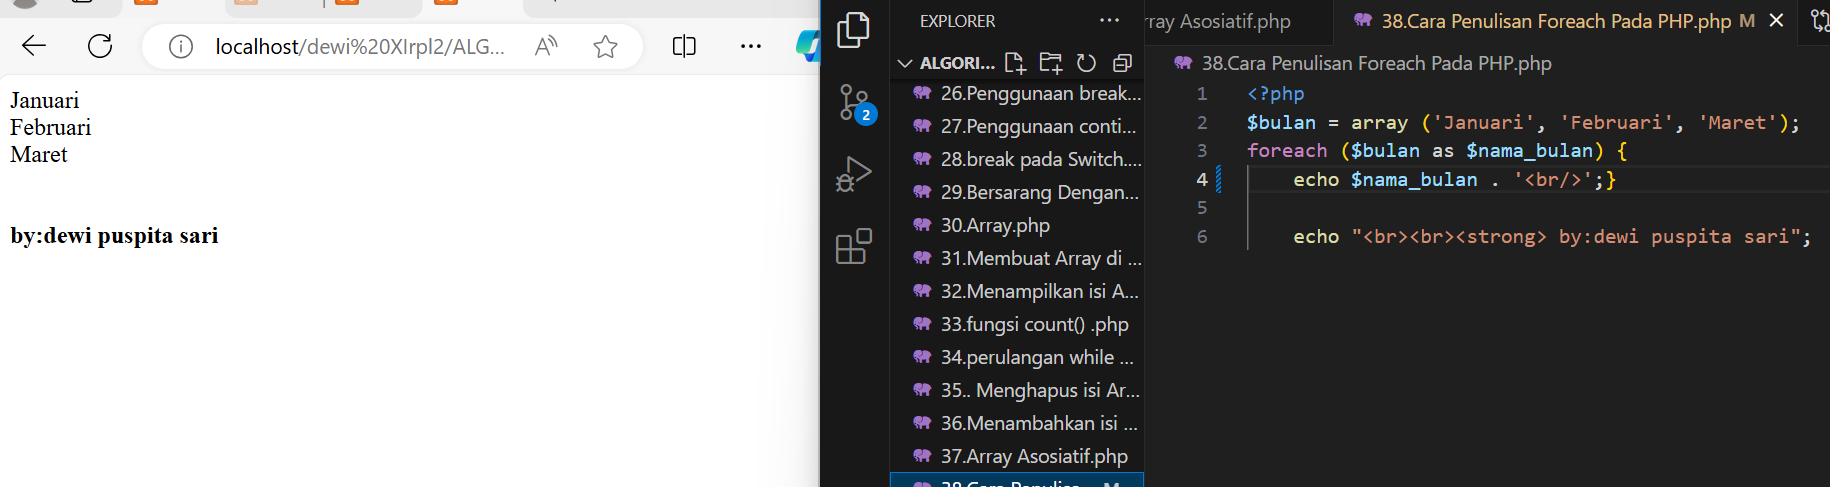 localhost/dewi%20XIrpl2/ALG...
Januari
Februari
Maret
by:dewi puspita sari
EXPLORER
ALGORI...
2
26.Penggunaan break...
27.Penggunaan conti...
28.break pada Switch....
29.Bersarang Dengan...
30.Array.php
31.Membuat Array di ...
32.Menampilkan isi A...
33.fungsi count() .php
34.perulangan while ...
35.. Menghapus isi Ar...
36.Menambahkan isi ...
37.Array Asosiatif.php
rray Asosiatif.php
38.Cara Penulisan Foreach Pada PHP.php M
38.Cara Penulisan Foreach Pada PHP.php
1 <?php
2 $bulan = array ('Januari', 'Februari', 'Maret');
3 foreach ($bulan as $nama_bulan) {
4 echo $nama_bulan . '<br/>';}
5
6 echo "<br><br><strong> by:dewi puspita sari";